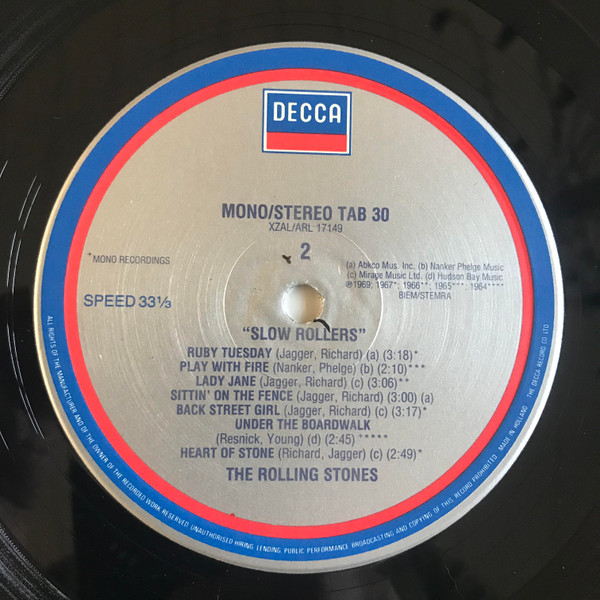 DECCA
MONO/STEREO TAB 30
XZAL/ARL 17149
2
*MONO RECORDINGS
(a) Abkco Mus. Inc. (b) Nanker Phelge Music
(c) Mirage Music Ltd. (d) Hudson Bay Music
℗1969; 1967*; 1966**; 1965***; 1964****
BIEM/STEMRA
SPEED 33⅓
"SLOW ROLLERS"
RUBY TUESDAY (Jagger, Richard) (a) (3:18)*
PLAY WITH FIRE (Nanker, Phelge) (b) (2:10)***
LADY JANE (Jagger, Richard) (c) (3:06)**
SITTIN' ON THE FENCE (Jagger, Richard) (3:00) (a)
BACK STREET GIRL (Jagger, Richard) (c) (3:17)*
UNDER THE BOARDWALK
(Resnick, Young) (d) (2:45) *****
HEART OF STONE (Richard, Jagger) (c) (2:49)*
THE ROLLING STONES
ALL RIGHTS OF THE MANUFACTURER AND OF THE OWNER OF THE RECORDED WORK RESERVED. UNAUTHORISED HIRING LENDING, PUBLIC PERFORMANCE BROADCASTING AND COPYING OF THIS RECORD PROHIBITED. MADE IN HOLLAND THE DECCA RECORD CO LTD